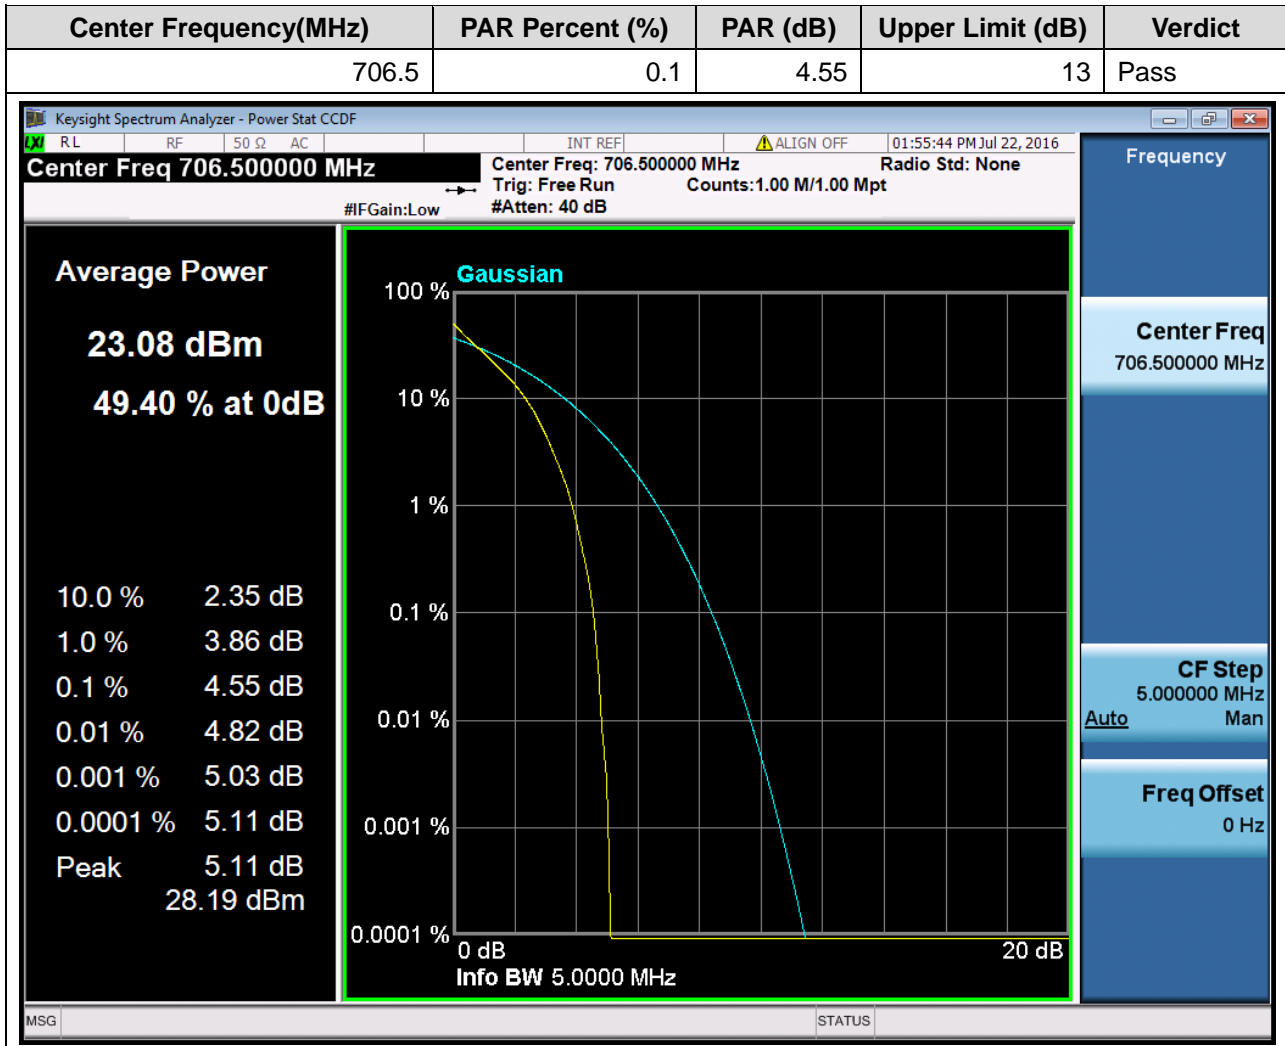 Center Frequency(MHz) PAR Percent (%) PAR (dB) Upper Limit (dB) Verdict
706.5 0.1 4.55 13 Pass
Keysight Spectrum Analyzer - Power Stat CCDF
LXI RL RF 50 Ω AC INT REF ALIGN OFF 01:55:44 PM Jul 22, 2016
Center Freq 706.500000 MHz
Center Freq: 706.500000 MHz Radio Std: None
Trig: Free Run Counts:1.00 M/1.00 Mpt
#IFGain:Low #Atten: 40 dB
Average Power
23.08 dBm
49.40 % at 0dB
10.0 % 2.35 dB
1.0 % 3.86 dB
0.1 % 4.55 dB
0.01 % 4.82 dB
0.001 % 5.03 dB
0.0001 % 5.11 dB
Peak 5.11 dB
28.19 dBm
Gaussian
100 %
10 %
1 %
0.1 %
0.01 %
0.001 %
0.0001 %
0 dB 20 dB
Info BW 5.0000 MHz
Frequency
Center Freq
706.500000 MHz
CF Step
5.000000 MHz
Auto Man
Freq Offset
0 Hz
MSG STATUS